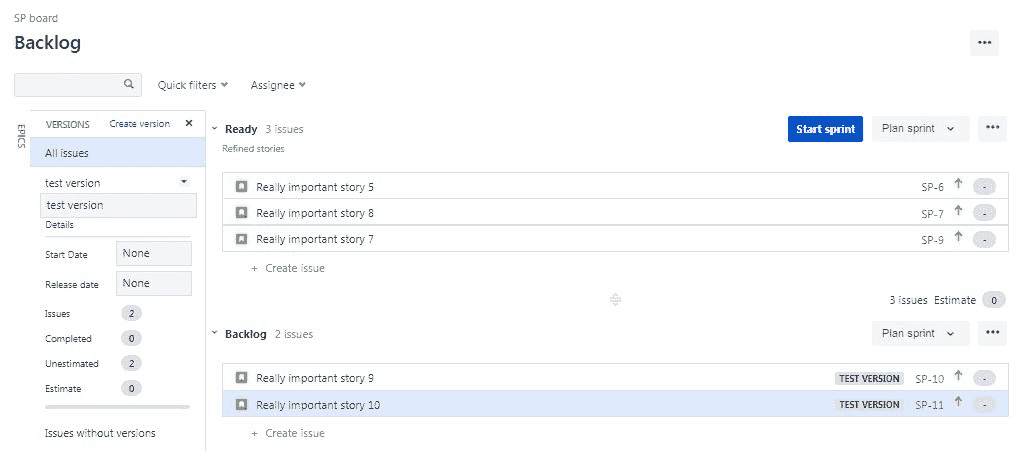 SP board
Backlog
Quick filters
Assignee
EPICS
VERSIONS Create version
All issues
test version
test version
Details
Start Date None
Release date None
Issues 2
Completed 0
Unestimated 2
Estimate 0
Issues without versions
Ready 3 issues
Start sprint
Plan sprint
Refined stories
Really important story 5 SP-6 -
Really important story 8 SP-7 -
Really important story 7 SP-9 -
+ Create issue
3 issues Estimate 0
Backlog 2 issues
Plan sprint
Really important story 9 TEST VERSION SP-10 -
Really important story 10 TEST VERSION SP-11 -
+ Create issue